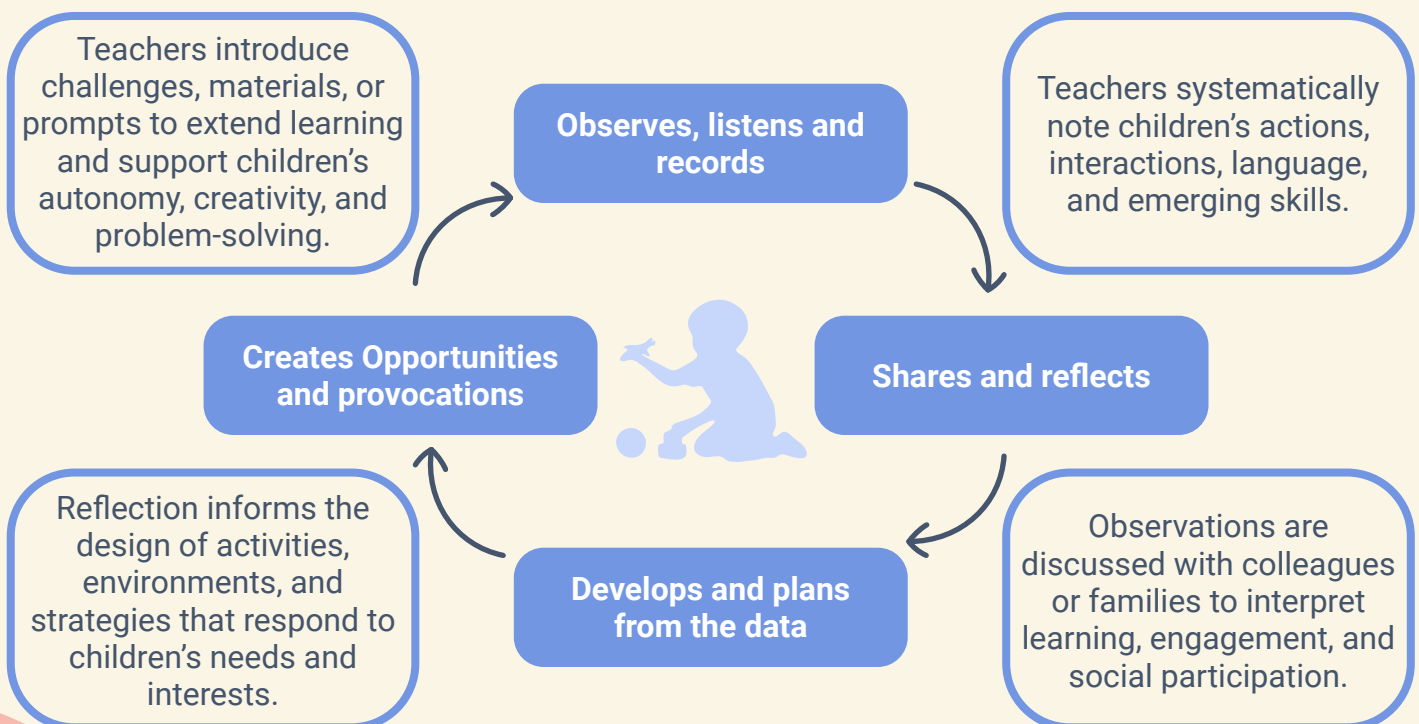 Teachers introduce
challenges, materials, or
prompts to extend learning
and support children’s
autonomy, creativity, and
problem-solving.
Observes, listens and
records
Teachers systematically
note children’s actions,
interactions, language,
and emerging skills.
Creates Opportunities
and provocations
Shares and reflects
Reflection informs the
design of activities,
environments, and
strategies that respond to
children’s needs and
interests.
Develops and plans
from the data
Observations are
discussed with colleagues
or families to interpret
learning, engagement, and
social participation.